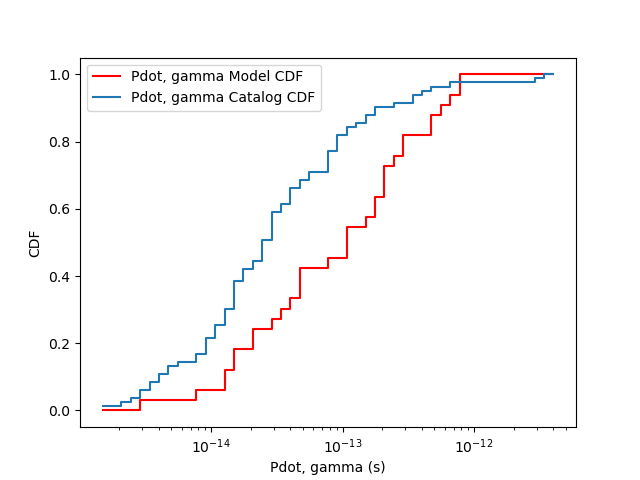 Pdot, gamma Model CDF
Pdot, gamma Catalog CDF
1.0
0.8
0.6
0.4
0.2
0.0
CDF
10⁻¹⁴ 10⁻¹³ 10⁻¹²
Pdot, gamma (s)